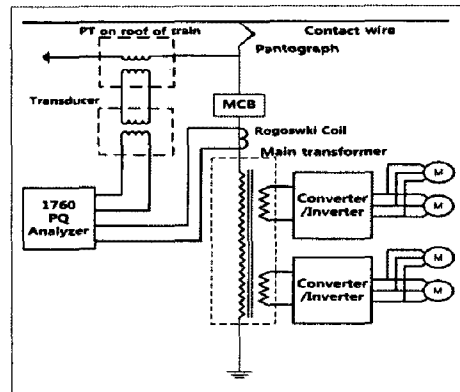 PT on roof of train
Contact wire
Pantograph
Transducer
MCB
Rogoswki Coil
Main transformer
1760
PQ
Analyzer
Converter
/Inverter
M
M
Converter
/Inverter
M
M